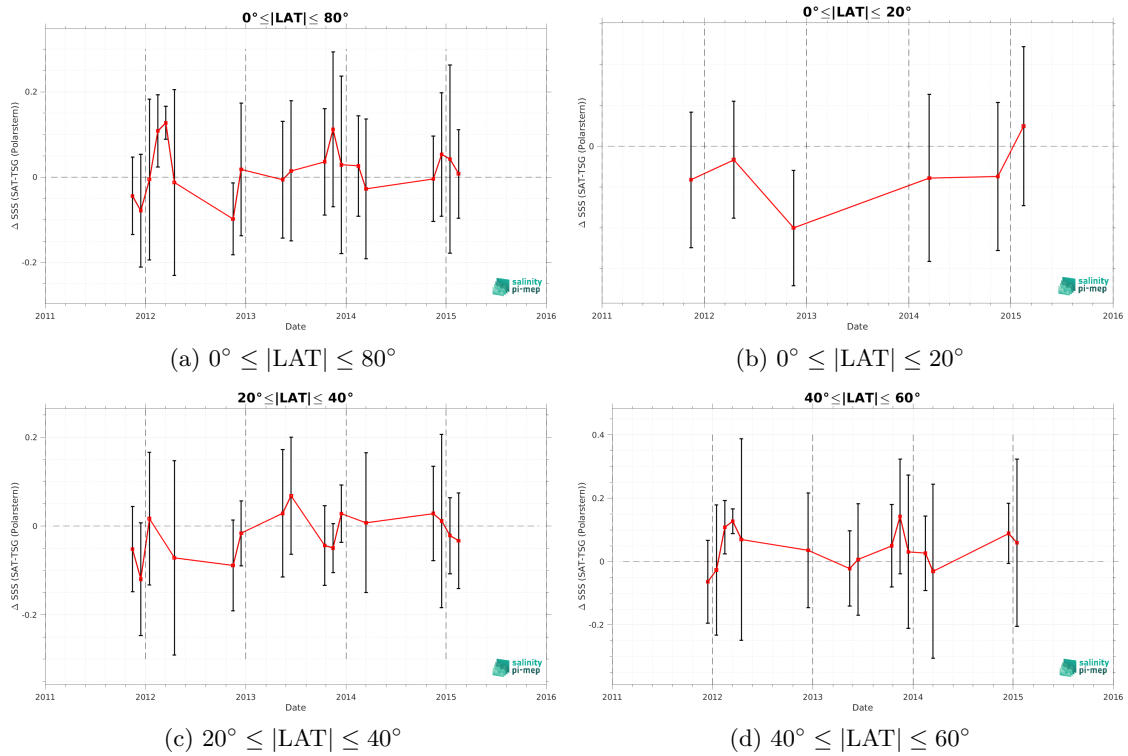 0°≤|LAT|≤ 80°
Δ SSS (SAT-TSG (Polarstern))
0.2
0
-0.2
2011 2012 2013 2014 2015 2016
Date
salinity
pi-mep
(a) 0° ≤ |LAT| ≤ 80°
0°≤|LAT|≤ 20°
Δ SSS (SAT-TSG (Polarstern))
0
2011 2012 2013 2014 2015 2016
Date
salinity
pi-mep
(b) 0° ≤ |LAT| ≤ 20°
20°≤|LAT|≤ 40°
Δ SSS (SAT-TSG (Polarstern))
0.2
0
-0.2
2011 2012 2013 2014 2015 2016
Date
salinity
pi-mep
(c) 20° ≤ |LAT| ≤ 40°
40°≤|LAT|≤ 60°
Δ SSS (SAT-TSG (Polarstern))
0.4
0.2
0
-0.2
2011 2012 2013 2014 2015 2016
Date
salinity
pi-mep
(d) 40° ≤ |LAT| ≤ 60°